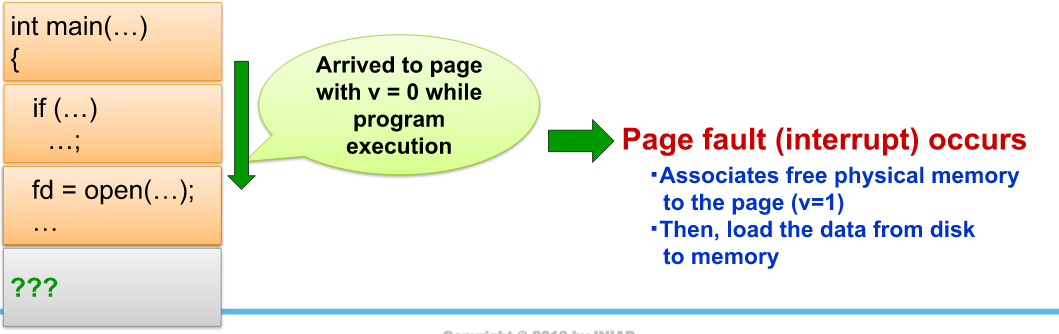 int main(…)
{
if (…)
…;
fd = open(…);
…
???
Arrived to page
with v = 0 while
program
execution
Page fault (interrupt) occurs
・Associates free physical memory
to the page (v=1)
・Then, load the data from disk
to memory